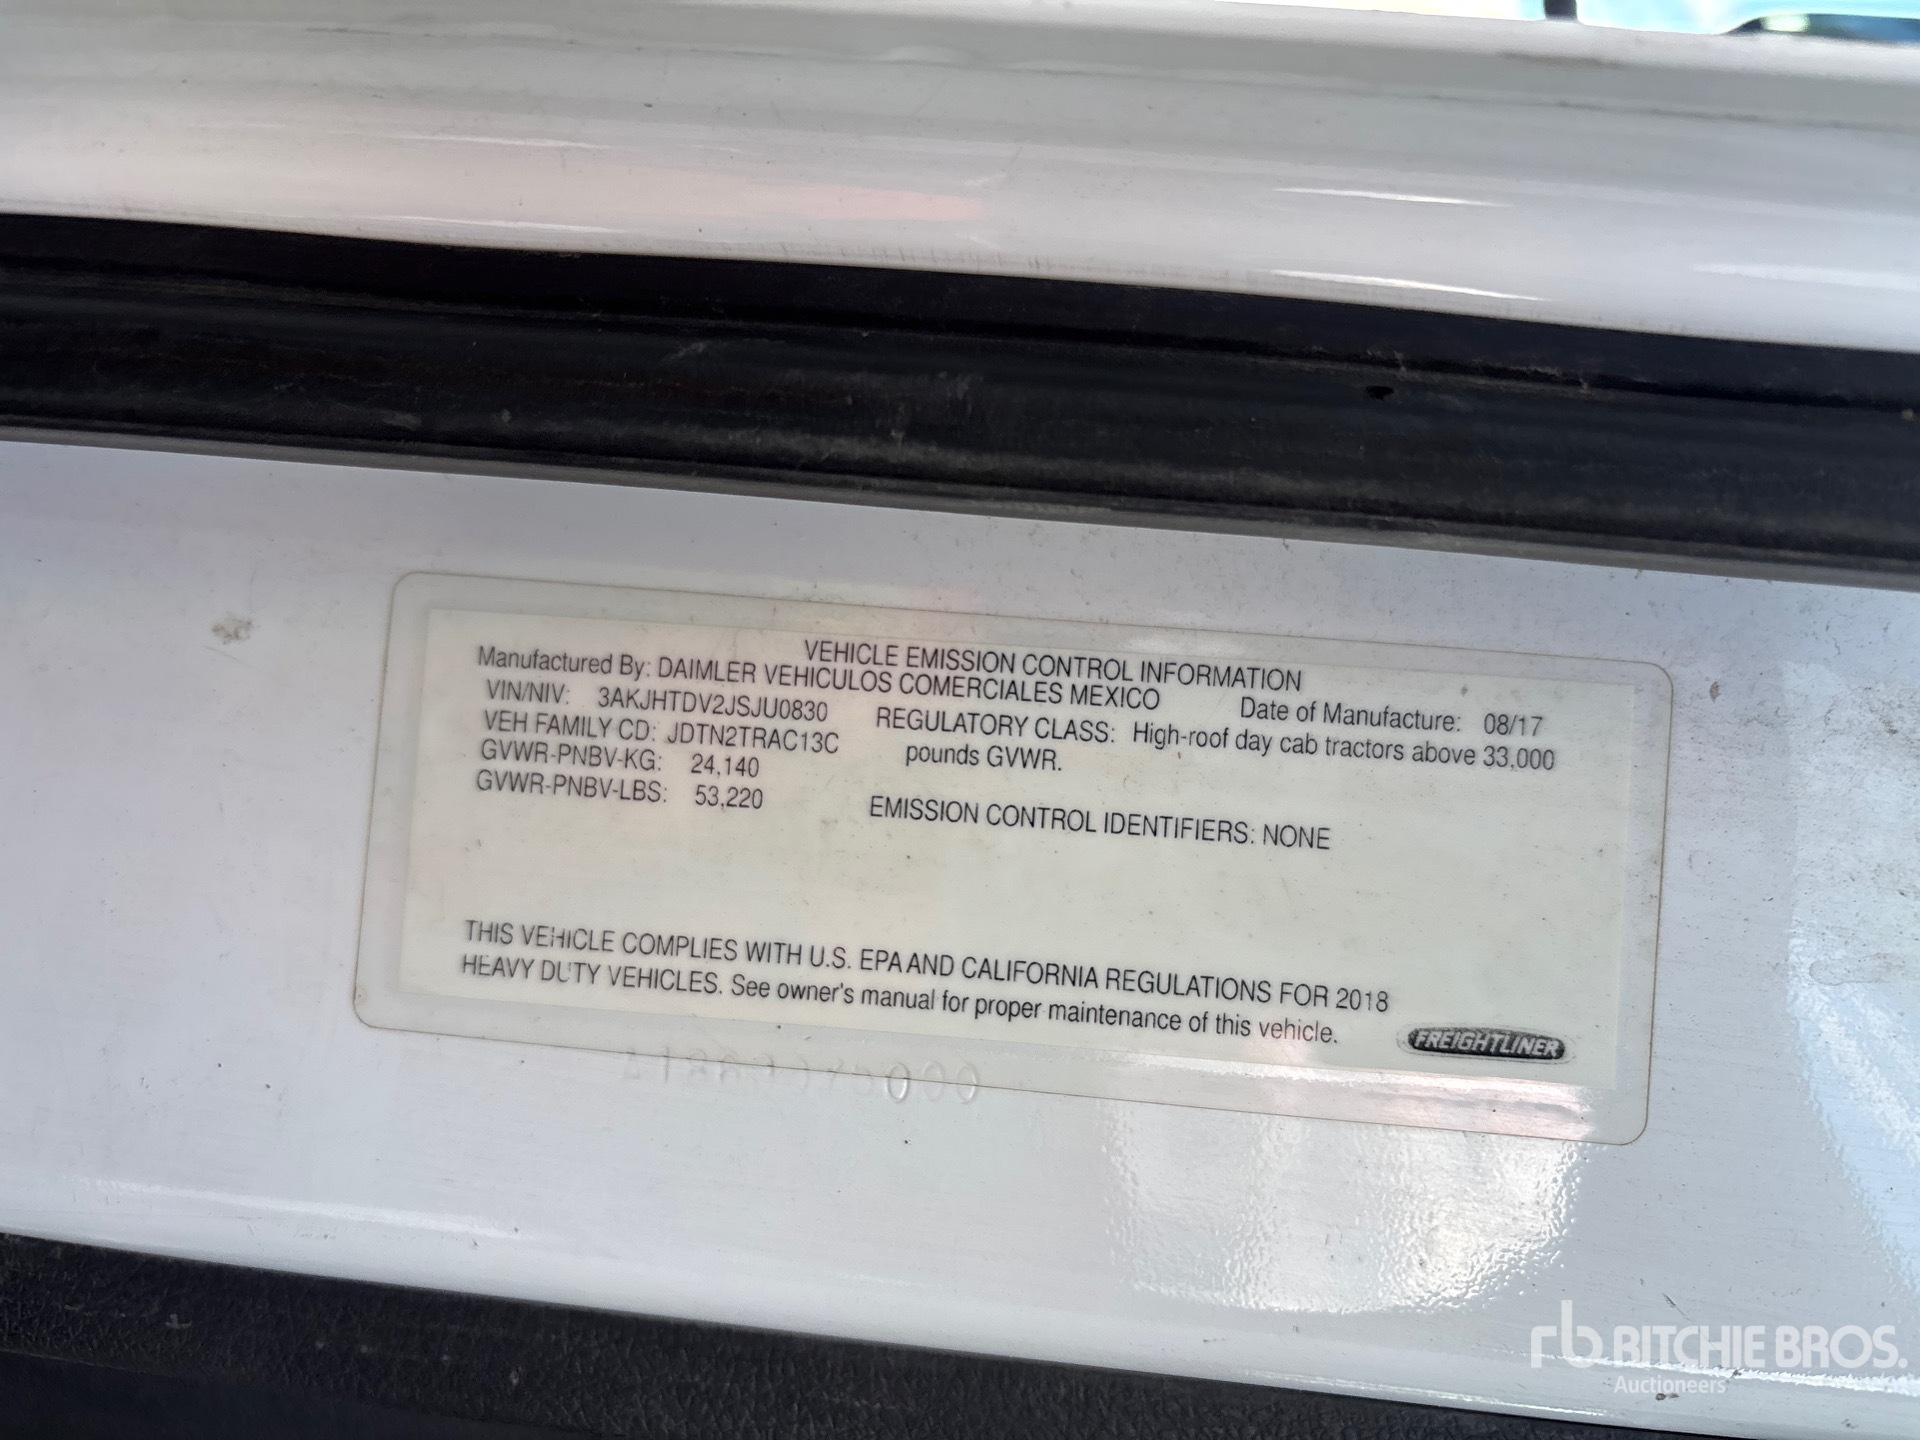 VEHICLE EMISSION CONTROL INFORMATION
Manufactured By: DAIMLER VEHICULOS COMERCIALES MEXICO
Date of Manufacture: 08/17
VIN/NIV: 3AKJHTDV2JSJU0830
VEH FAMILY CD: JDTN2TRAC13C
GVWR-PNBV-KG: 24,140
GVWR-PNBV-LBS: 53,220
REGULATORY CLASS: High-roof day cab tractors above 33,000
pounds GVWR.
EMISSION CONTROL IDENTIFIERS: NONE
THIS VEHICLE COMPLIES WITH U.S. EPA AND CALIFORNIA REGULATIONS FOR 2018
HEAVY DUTY VEHICLES. See owner's manual for proper maintenance of this vehicle.
FREIGHTLINER
rb RITCHIE BROS.
Auctioneers